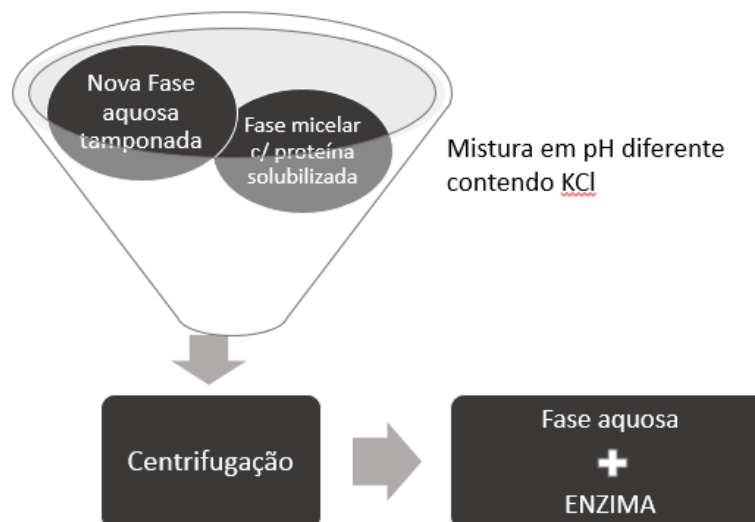 Nova Fase
aquosa
tamponada
Fase micelar
c/ proteína
solubilizada
Mistura em pH diferente
contendo KCl
Centrifugação
Fase aquosa
+
ENZIMA